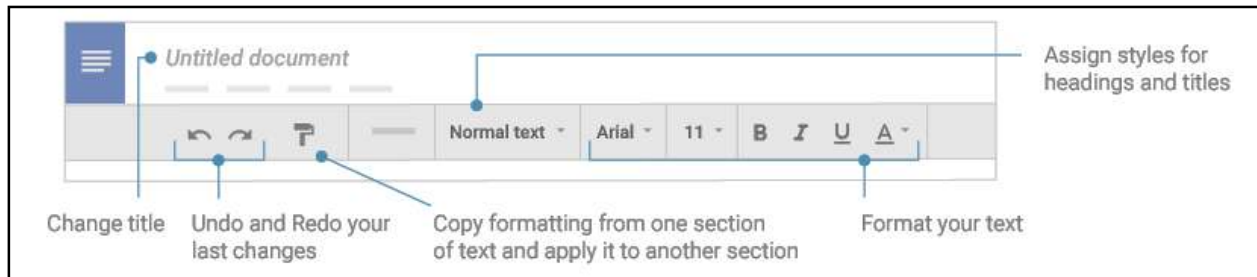 Untitled document
Assign styles for
headings and titles
Normal text Arial 11 B I U A
Change title
Undo and Redo your
last changes
Copy formatting from one section
of text and apply it to another section
Format your text